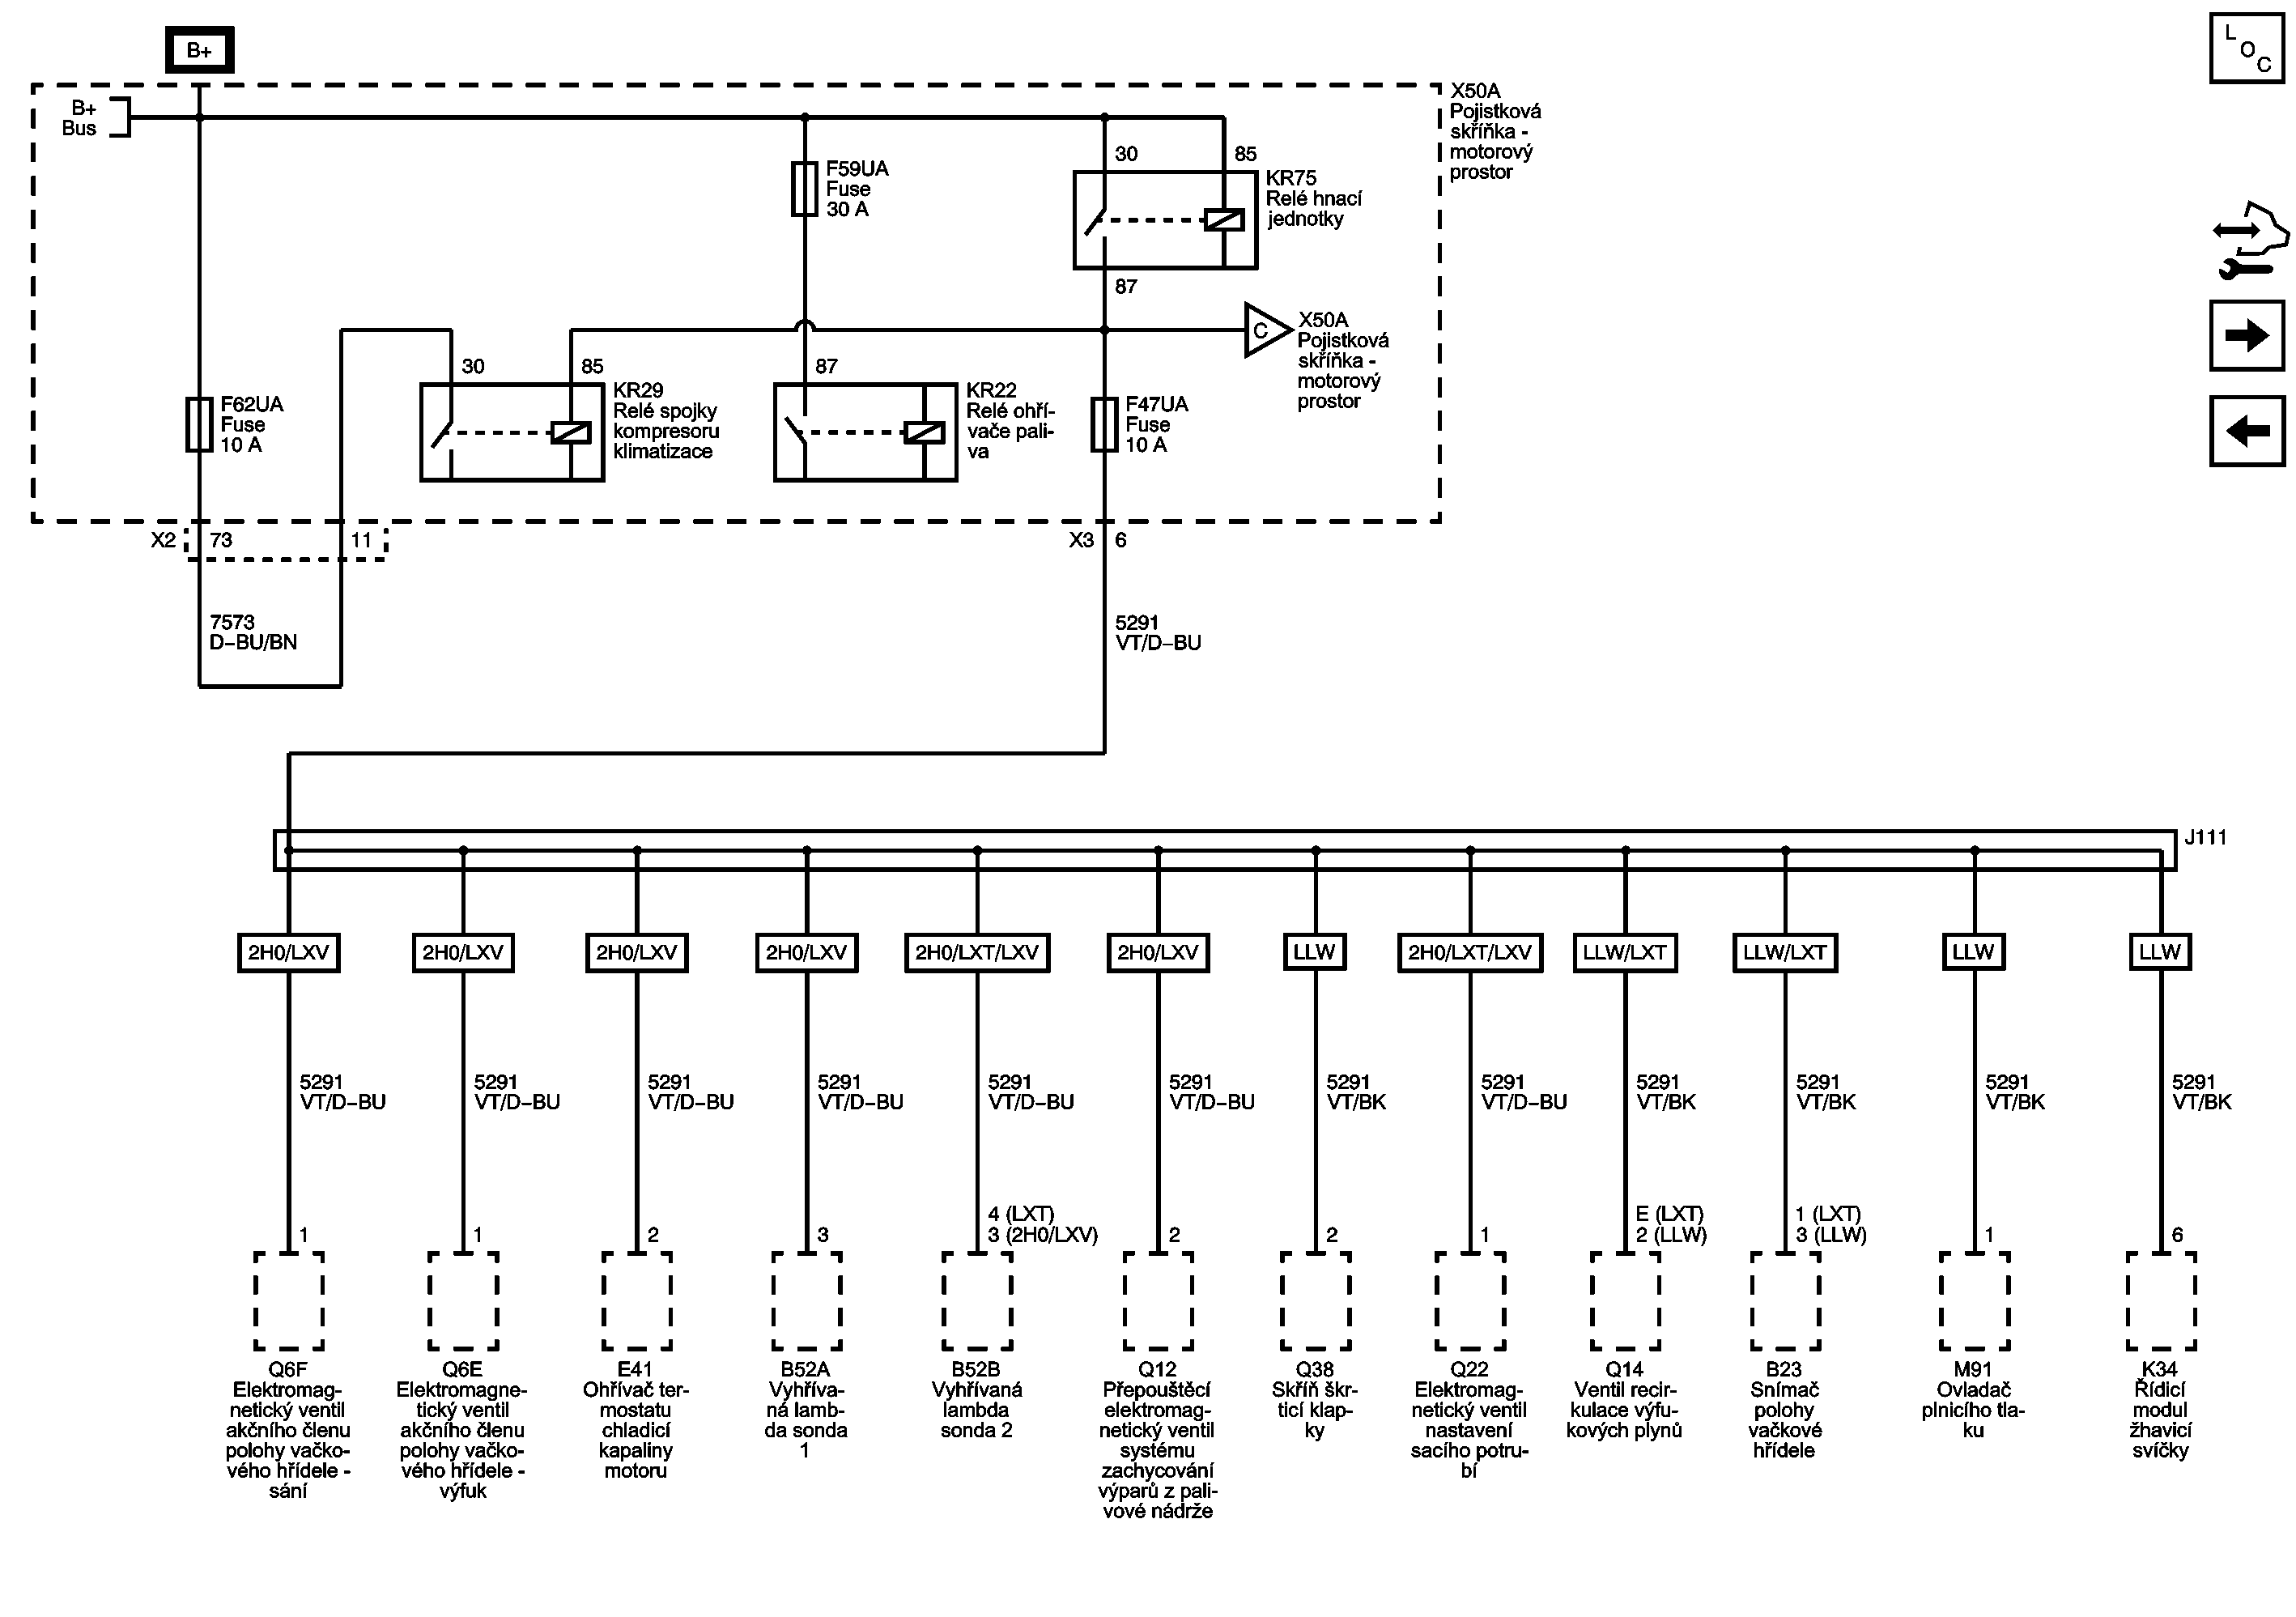 B+
L
O
C
B+
Bus
X50A
Pojistková
skříňka -
motorový
prostor
F59UA
Fuse
30 A
30
85
KR75
Relé hnací
jednotky
87
C
X50A
Pojistková
skříňka -
motorový
prostor
30
85
KR29
Relé spojky
kompresoru
klimatizace
87
KR22
Relé ohří-
vače pali-
va
F62UA
Fuse
10 A
F47UA
Fuse
10 A
X2
73
11
X3
6
7573
D–BU/BN
5291
VT/D–BU
J111
2H0/LXV
2H0/LXV
2H0/LXV
2H0/LXV
2H0/LXT/LXV
2H0/LXV
LLW
2H0/LXT/LXV
LLW/LXT
LLW/LXT
LLW
LLW
5291
VT/D–BU
5291
VT/D–BU
5291
VT/D–BU
5291
VT/D–BU
5291
VT/D–BU
5291
VT/D–BU
5291
VT/BK
5291
VT/D–BU
5291
VT/BK
5291
VT/BK
5291
VT/BK
5291
VT/BK
1
1
2
3
4 (LXT)
3 (2H0/LXV)
2
2
1
E (LXT)
2 (LLW)
1 (LXT)
3 (LLW)
1
6
Q6F
Elektromag-
netický ventil
akčního členu
polohy vačko-
vého hřídele -
sání
Q6E
Elektromagne-
tický ventil
akčního členu
polohy vačko-
vého hřídele -
výfuk
E41
Ohřívač ter-
mostatu
chladicí
kapaliny
motoru
B52A
Vyhříva-
ná lamb-
da sonda
1
B52B
Vyhřívaná
lambda
sonda 2
Q12
Přepouštěcí
elektromag-
netický ventil
systému
zachycování
výparů z pali-
vové nádrže
Q38
Skříň škr-
ticí klap-
ky
Q22
Elektromag-
netický ventil
nastavení
sacího potru-
bí
Q14
Ventil recir-
kulace výfu-
kových plynů
B23
Snímač
polohy
vačkové
hřídele
M91
Ovladač
plnicího tla-
ku
K34
Řídicí
modul
žhavicí
svíčky